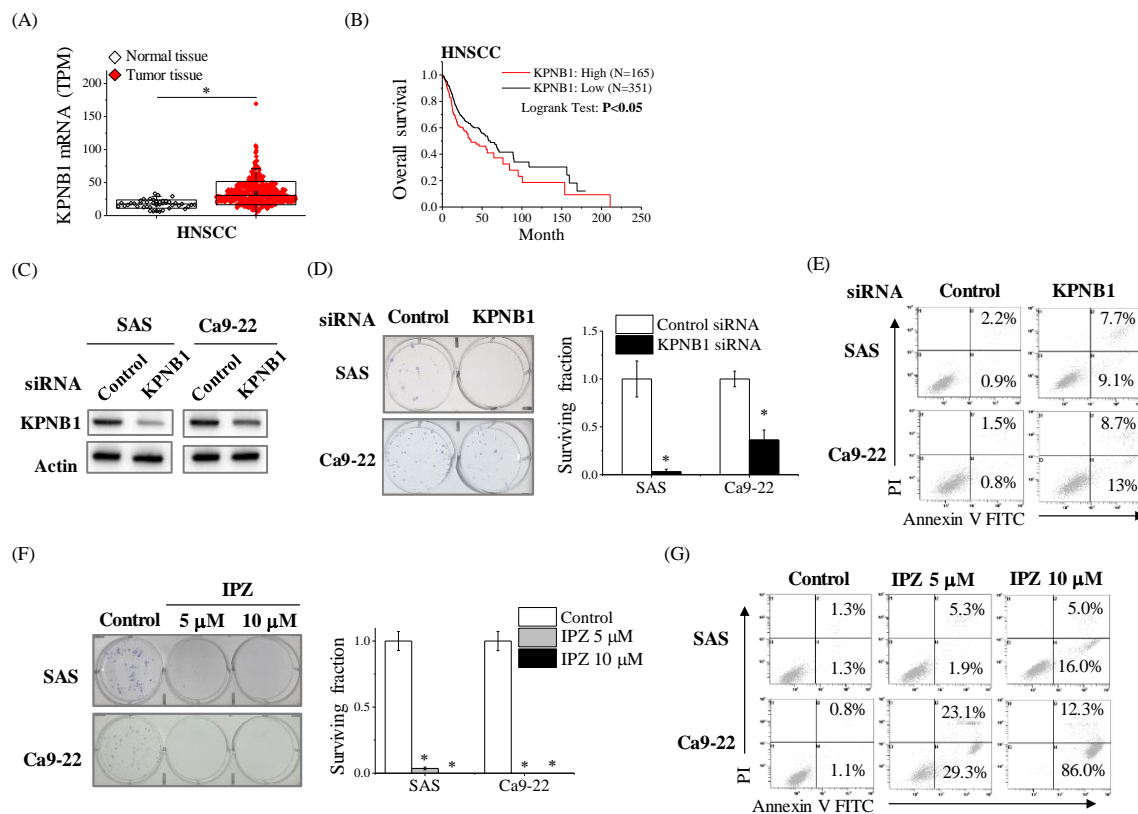 (A)
KPNB1 mRNA (TPM)
Normal tissue
Tumor tissue
200
150
100
50
0
*
HNSCC
(B)
HNSCC
KPNB1: High (N=165)
KPNB1: Low (N=351)
Logrank Test: P<0.05
Overall survival
1.0
0.8
0.6
0.4
0.2
0.0
0 50 100 150 200 250
Month
(C)
SAS Ca9-22
siRNA Control KPNB1 Control KPNB1
KPNB1
Actin
(D)
siRNA Control KPNB1
SAS
Ca9-22
Control siRNA
KPNB1 siRNA
Surviving fraction
1.5
1.0
0.5
0.0
* *
SAS Ca9-22
(E)
siRNA Control KPNB1
SAS
2.2% 7.7%
0.9% 9.1%
Ca9-22
1.5% 8.7%
0.8% 13%
PI
Annexin V FITC
(F)
IPZ
Control 5 μM 10 μM
SAS
Ca9-22
Control
IPZ 5 μM
IPZ 10 μM
Surviving fraction
1.0
0.5
0.0
* * * *
SAS Ca9-22
(G)
Control IPZ 5 μM IPZ 10 μM
SAS
1.3% 5.3% 5.0%
1.3% 1.9% 16.0%
Ca9-22
0.8% 23.1% 12.3%
1.1% 29.3% 86.0%
PI
Annexin V FITC